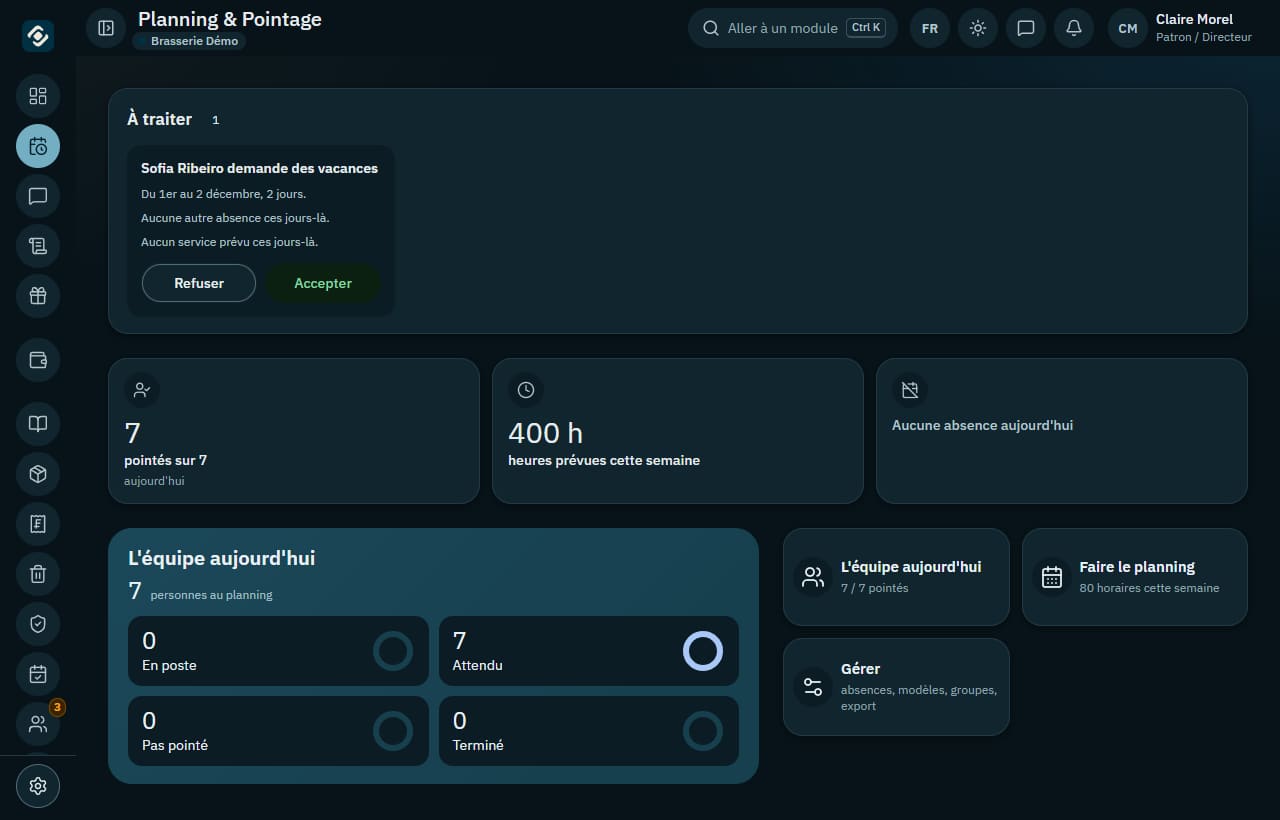 Planning & Pointage
Brasserie Démo
Aller à un module
Ctrl K
FR
CM
Claire Morel
Patron / Directeur
À traiter 1
Sofia Ribeiro demande des vacances
Du 1er au 2 décembre, 2 jours.
Aucune autre absence ces jours-là.
Aucun service prévu ces jours-là.
Refuser
Accepter
7
pointés sur 7
aujourd'hui
400 h
heures prévues cette semaine
Aucune absence aujourd'hui
L'équipe aujourd'hui
7 personnes au planning
0
En poste
7
Attendu
0
Pas pointé
0
Terminé
L'équipe aujourd'hui
7 / 7 pointés
Faire le planning
80 horaires cette semaine
Gérer
absences, modèles, groupes,
export
3